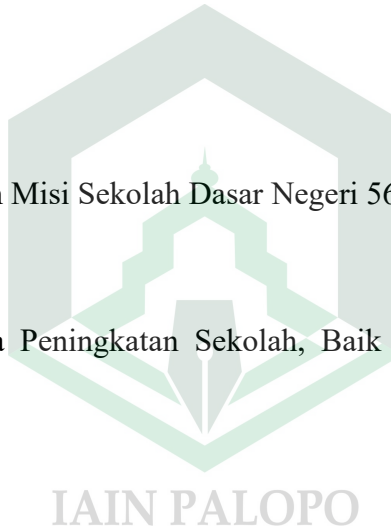 Misi Sekolah Dasar Negeri 56
Peningkatan Sekolah, Baik
IAIN PALOPO